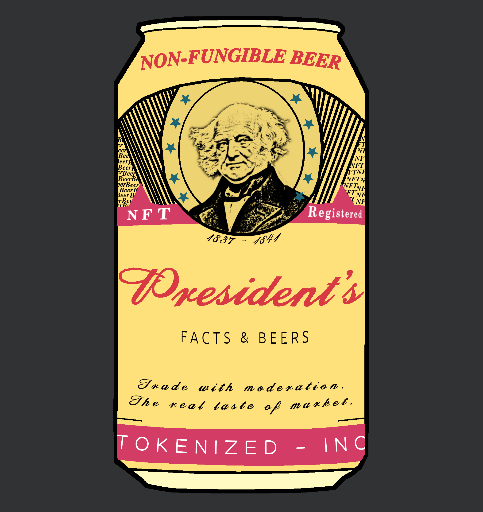 NON-FUNGIBLE BEER
NFT
Registered
1837 - 1841
President's
FACTS & BEERS
Trade with moderation.
The real taste of market.
TOKENIZED - INC